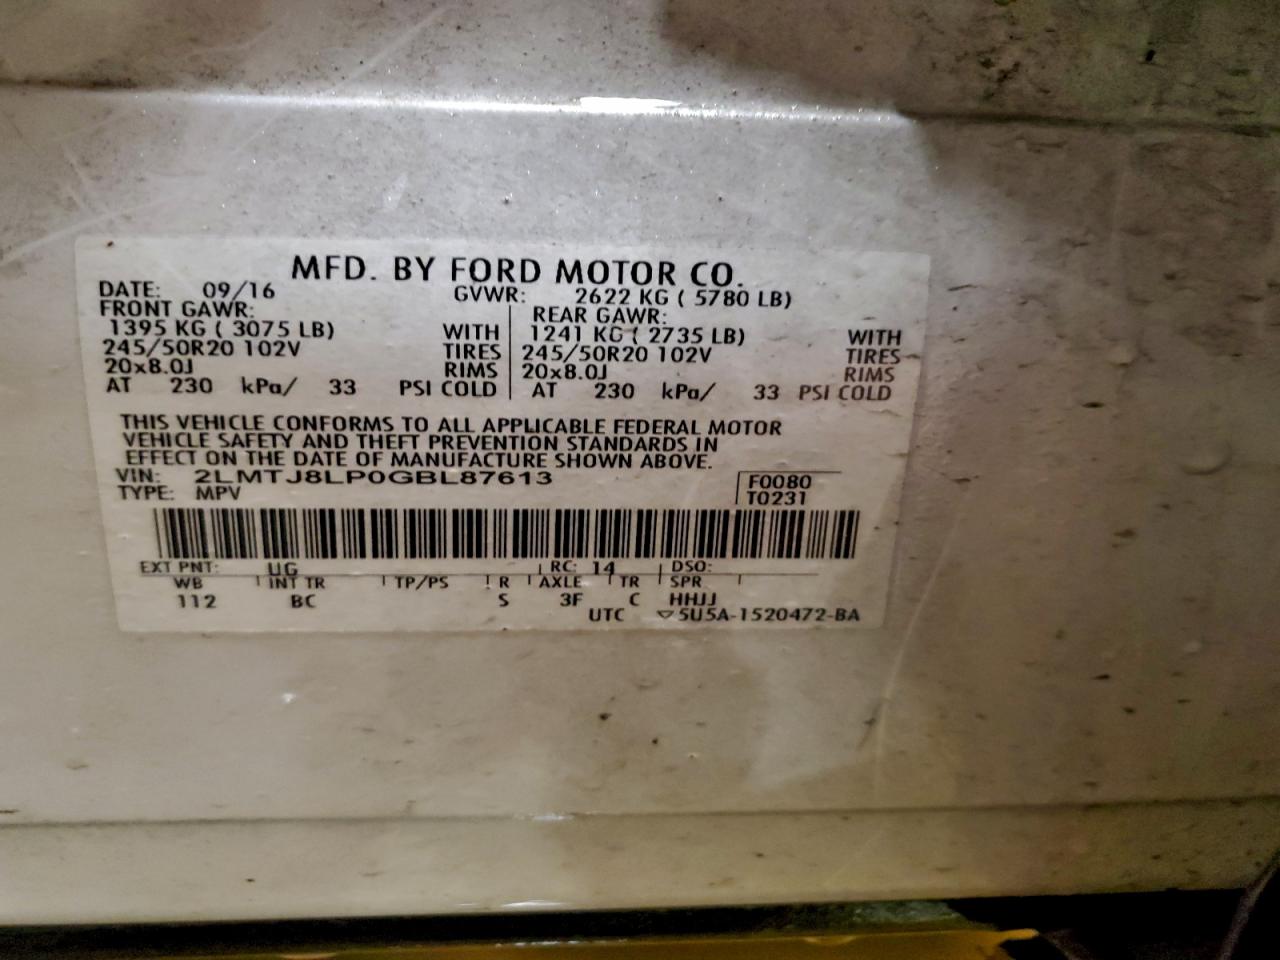 MFD. BY FORD MOTOR CO.
DATE: 09/16 GVWR: 2622 KG ( 5780 LB)
FRONT GAWR: REAR GAWR:
1395 KG ( 3075 LB) WITH 1241 KG ( 2735 LB) WITH
245/50R20 102V TIRES 245/50R20 102V TIRES
20x8.0J RIMS 20x8.0J RIMS
AT 230 kPa/ 33 PSI COLD AT 230 kPa/ 33 PSI COLD
THIS VEHICLE CONFORMS TO ALL APPLICABLE FEDERAL MOTOR
VEHICLE SAFETY AND THEFT PREVENTION STANDARDS IN
EFFECT ON THE DATE OF MANUFACTURE SHOWN ABOVE.
VIN: 2LMTJ8LP0GBL87613 F0080
TYPE: MPV T0231
EXT PNT: UG RC: 14 DSO:
WB INT TR TP/PS R AXLE TR SPR
112 BC S 3F C HHJJ
UTC ▽5U5A-1520472-BA